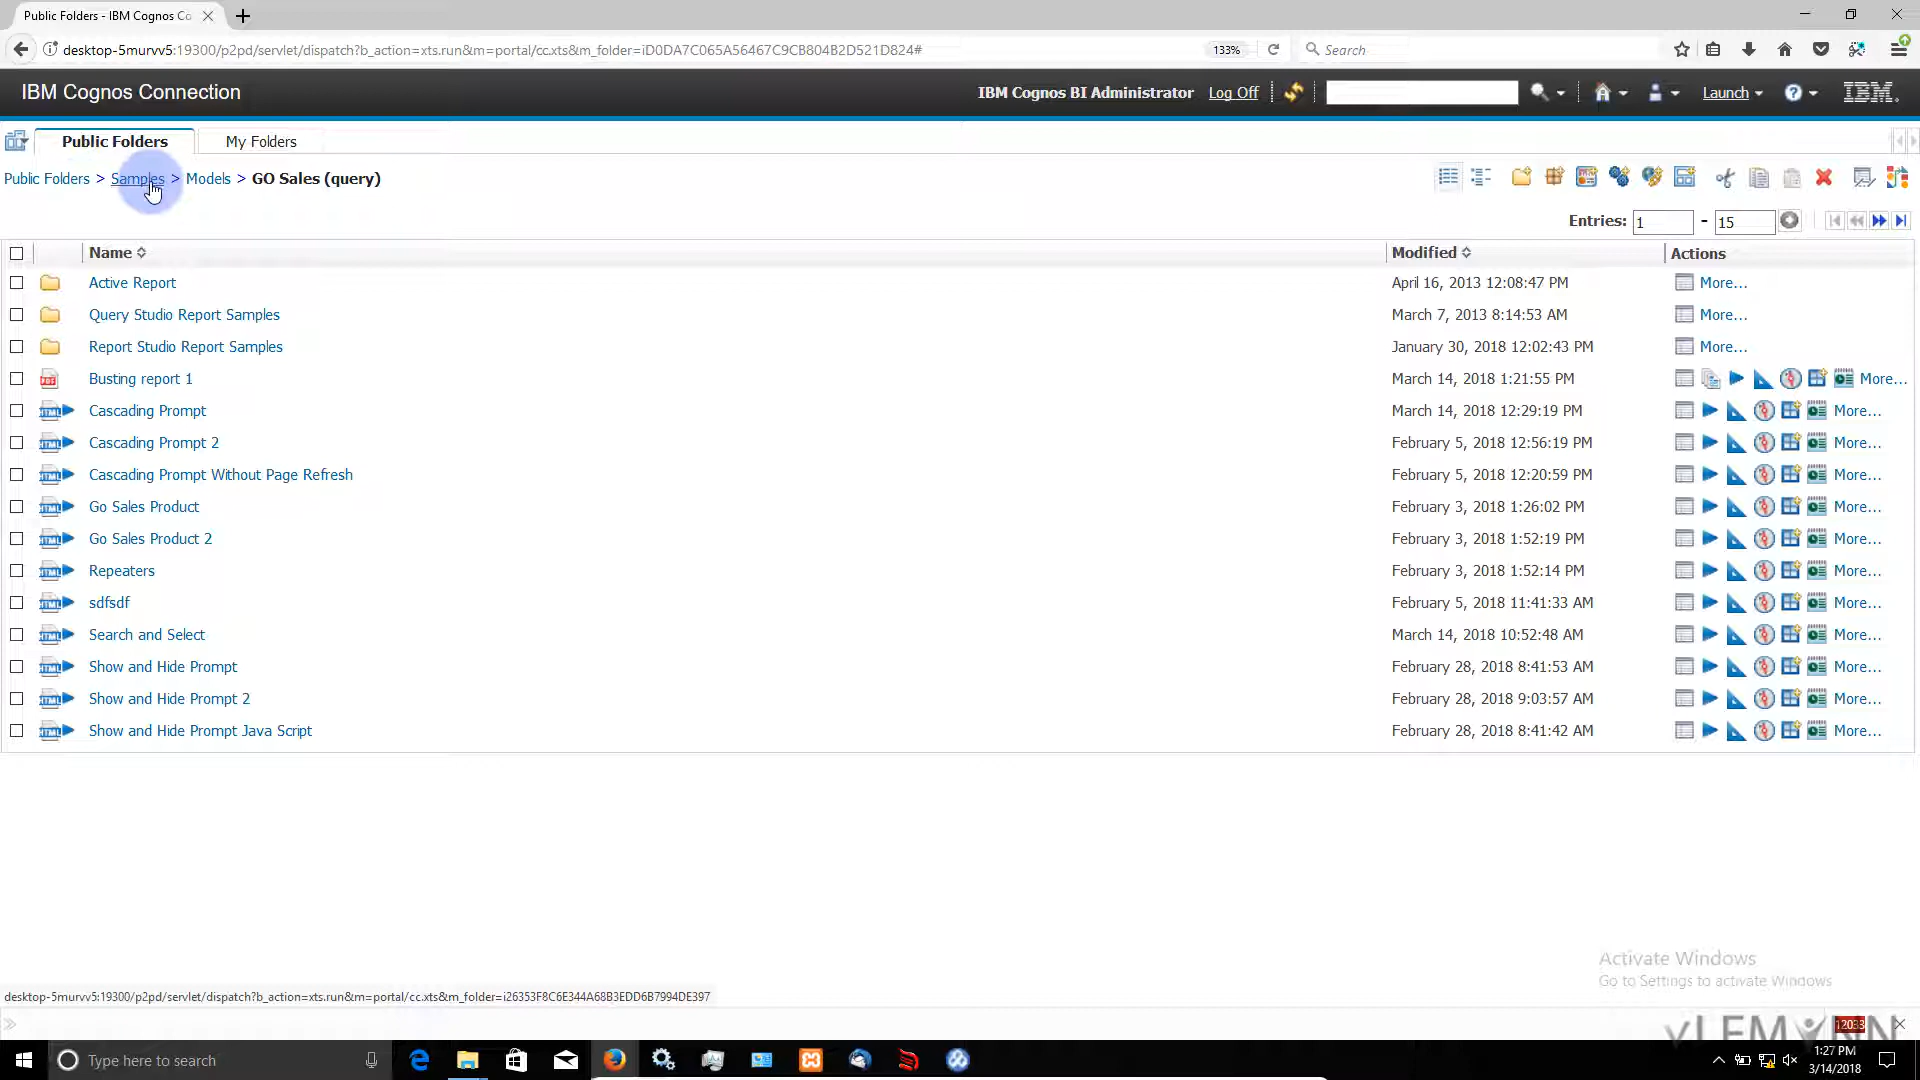 Public Folders - IBM Cognos Co
desktop-5murvv5:19300/p2pd/servlet/dispatch?b_action=xts.run&m=portal/cc.xts&m_folder=iD0DA7C065A56467C9CB804B2D521D824#
133%
Search
IBM Cognos Connection
IBM Cognos BI Administrator Log Off
Launch
IBM.
Public Folders
My Folders
Public Folders > Samples > Models > GO Sales (query)
Entries: 1 - 15
Name Modified Actions
Active Report April 16, 2013 12:08:47 PM More...
Query Studio Report Samples March 7, 2013 8:14:53 AM More...
Report Studio Report Samples January 30, 2018 12:02:43 PM More...
Busting report 1 March 14, 2018 1:21:55 PM More...
Cascading Prompt March 14, 2018 12:29:19 PM More...
Cascading Prompt 2 February 5, 2018 12:56:19 PM More...
Cascading Prompt Without Page Refresh February 5, 2018 12:20:59 PM More...
Go Sales Product February 3, 2018 1:26:02 PM More...
Go Sales Product 2 February 3, 2018 1:52:19 PM More...
Repeaters February 3, 2018 1:52:14 PM More...
sdfsdf February 5, 2018 11:41:33 AM More...
Search and Select March 14, 2018 10:52:48 AM More...
Show and Hide Prompt February 28, 2018 8:41:53 AM More...
Show and Hide Prompt 2 February 28, 2018 9:03:57 AM More...
Show and Hide Prompt Java Script February 28, 2018 8:41:42 AM More...
Activate Windows
Go to Settings to activate Windows
desktop-5murvv5:19300/p2pd/servlet/dispatch?b_action=xts.run&m=portal/cc.xts&m_folder=i26353F8C6E344A68B3EDD6B7994DE397
Type here to search
1:27 PM
3/14/2018